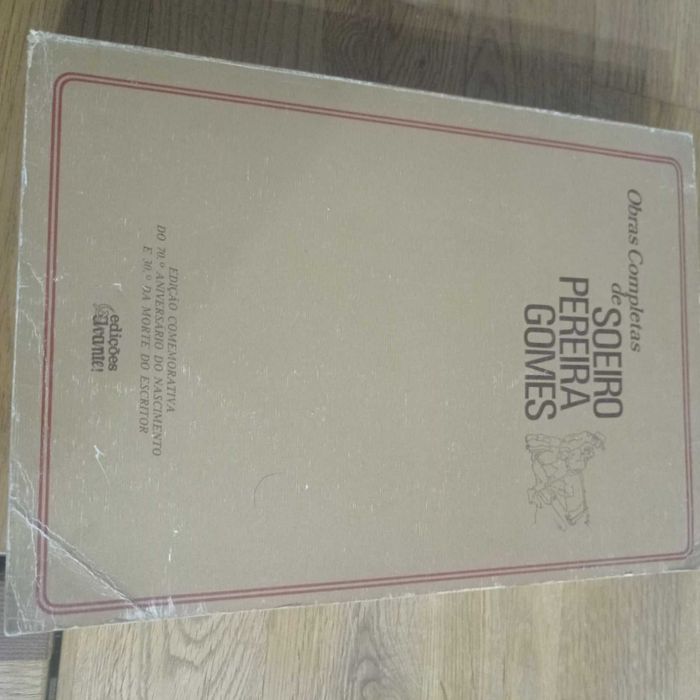 Obras Completas
de
SOEIRO
PEREIRA
GOMES
EDIÇÃO COMEMORATIVA
DO 70.º ANIVERSÁRIO DO NASCIMENTO
E 30.º DA MORTE DO ESCRITOR
edições
Avante!